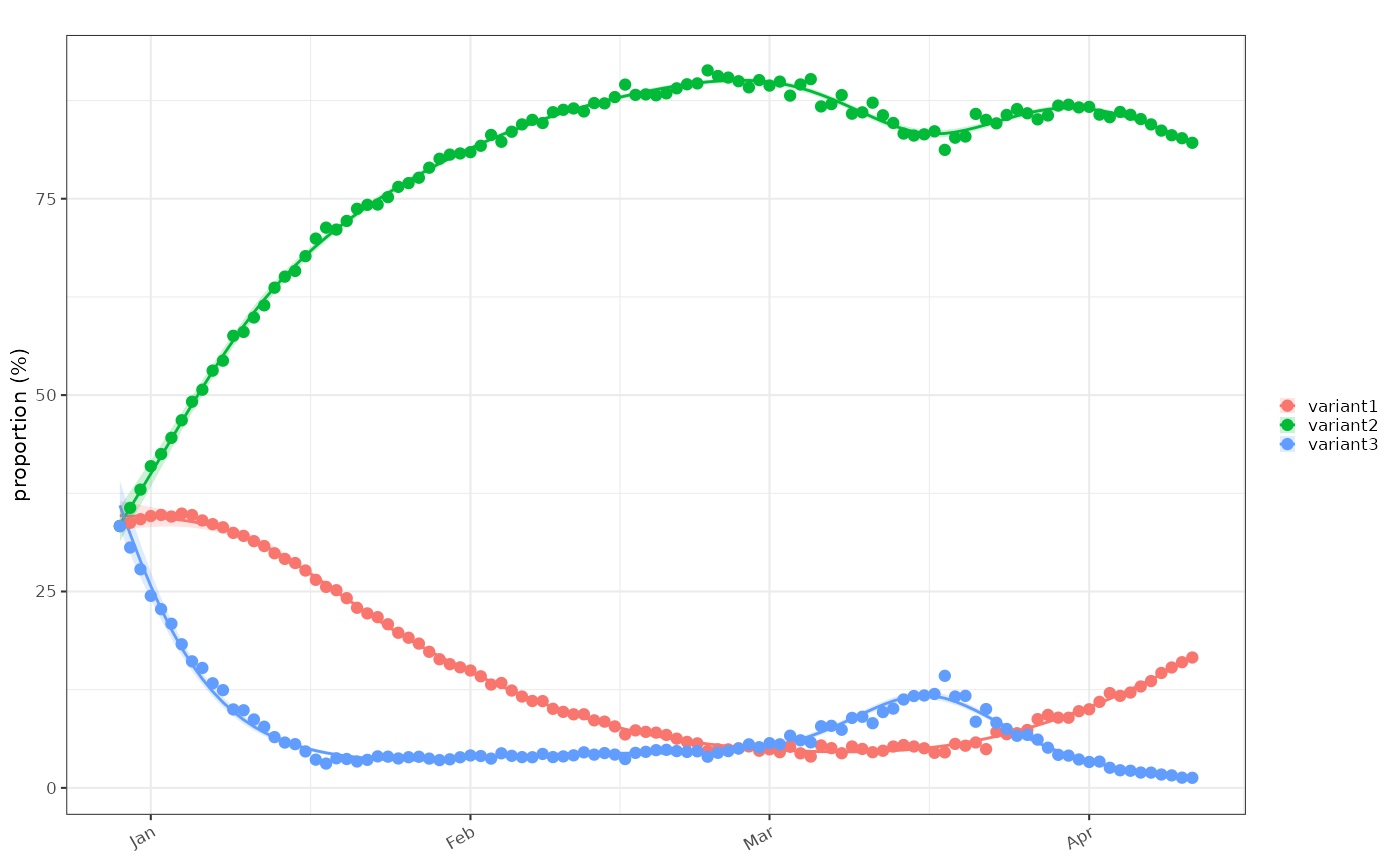 proportion (%)
75
50
25
0
Jan
Feb
Mar
Apr
variant1
variant2
variant3